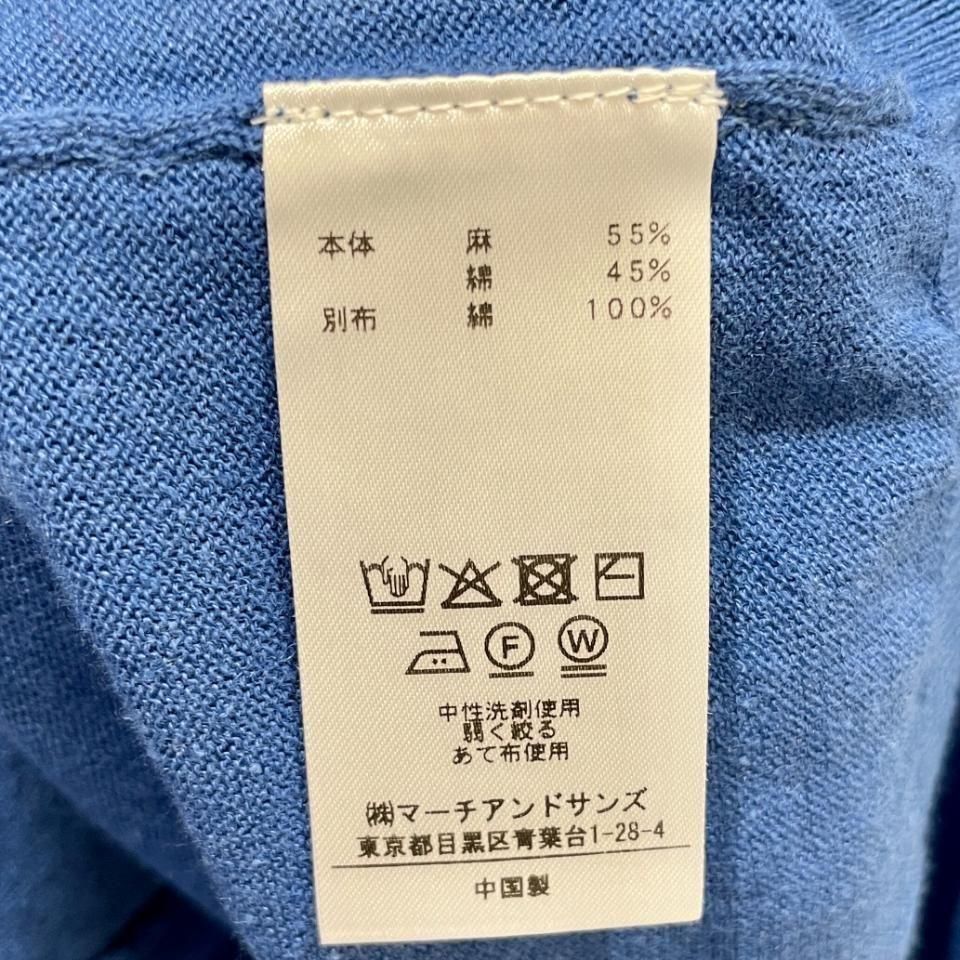 本体 麻 55%
綿 45%
別布 綿 100%
F W
中性洗剤使用
弱く絞る
あて布使用
㈱マーチアンドサンズ
東京都目黒区青葉台1-28-4
中国製